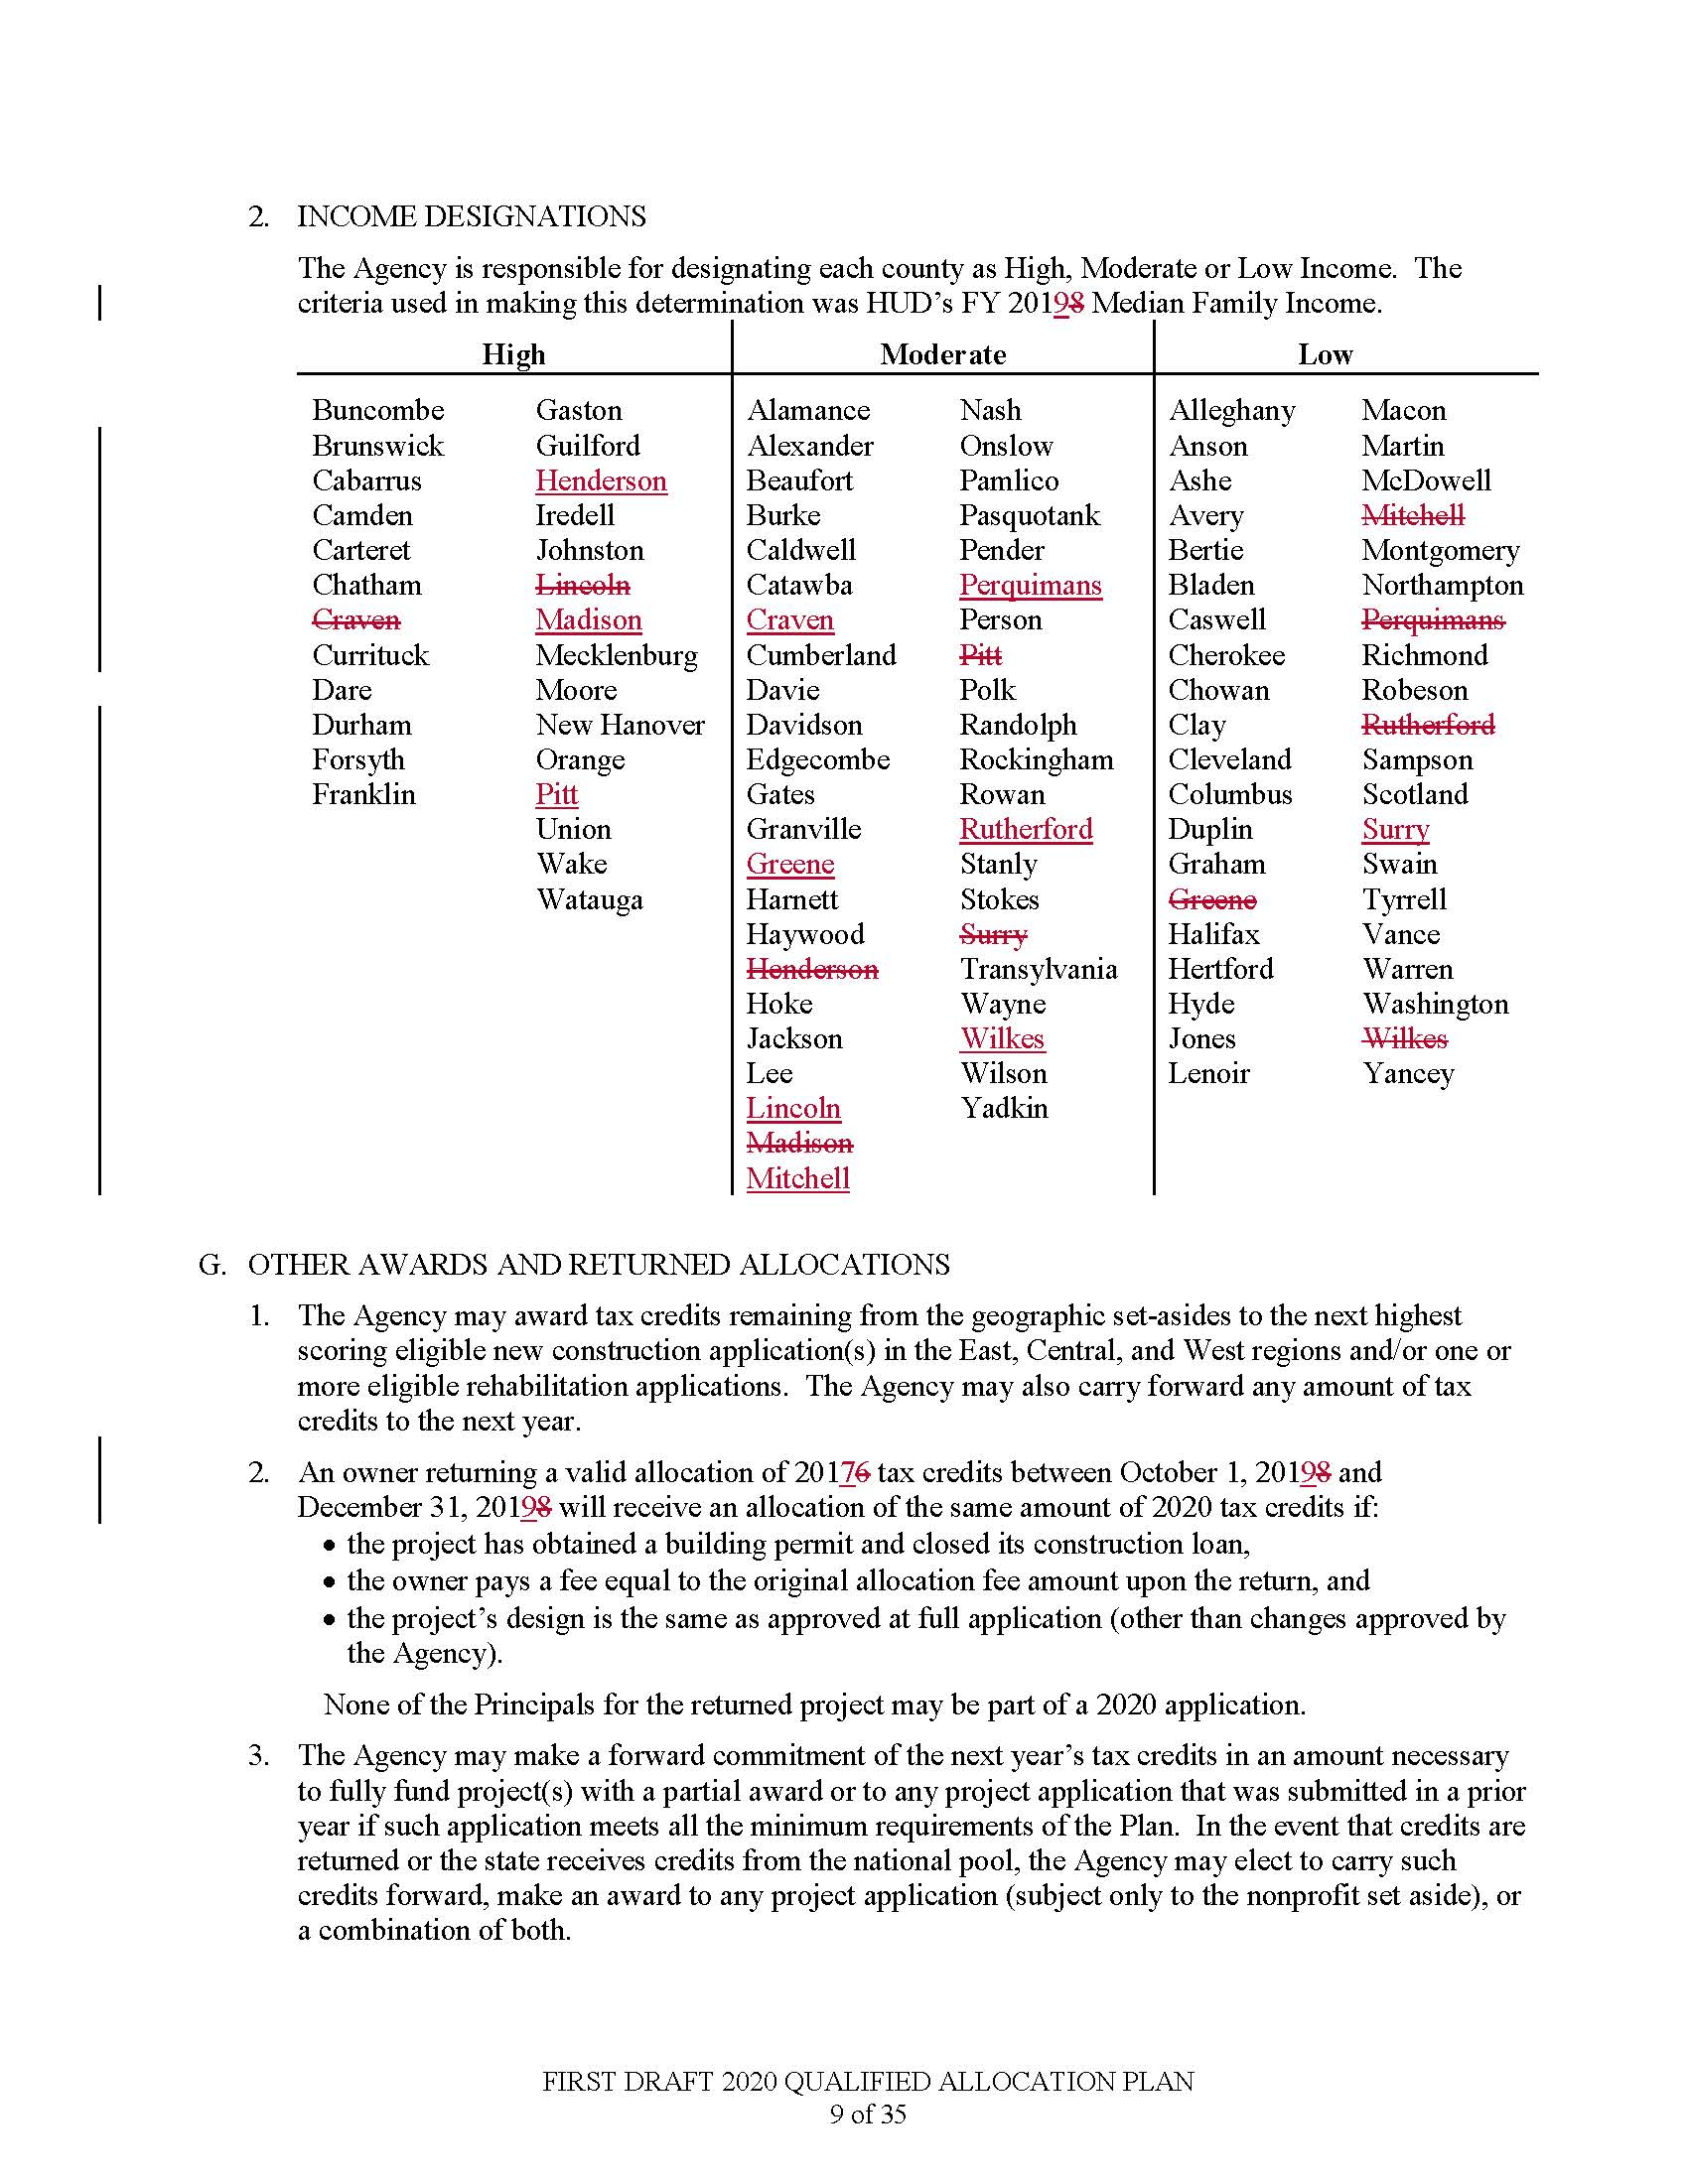 2. INCOME DESIGNATIONS
The Agency is responsible for designating each county as High, Moderate or Low Income. The
criteria used in making this determination was HUD's FY 20198 Median Family Income.
High Moderate Low
Buncombe Gaston Alamance Nash Alleghany Macon
Brunswick Guilford Alexander Onslow Anson Martin
Cabarrus Henderson Beaufort Pamlico Ashe McDowell
Camden Iredell Burke Pasquotank Avery Mitchell
Carteret Johnston Caldwell Pender Bertie Montgomery
Chatham Lincoln Catawba Perquimans Bladen Northampton
Craven Madison Craven Person Caswell Perquimans
Currituck Mecklenburg Cumberland Pitt Cherokee Richmond
Dare Moore Davie Polk Chowan Robeson
Durham New Hanover Davidson Randolph Clay Rutherford
Forsyth Orange Edgecombe Rockingham Cleveland Sampson
Franklin Pitt Gates Rowan Columbus Scotland
Union Granville Rutherford Duplin Surry
Wake Greene Stanly Graham Swain
Watauga Harnett Stokes Greene Tyrrell
Haywood Surry Halifax Vance
Henderson Transylvania Hertford Warren
Hoke Wayne Hyde Washington
Jackson Wilkes Jones Wilkes
Lee Wilson Lenoir Yancey
Lincoln Yadkin
Madison
Mitchell
G. OTHER AWARDS AND RETURNED ALLOCATIONS
1. The Agency may award tax credits remaining from the geographic set-asides to the next highest
scoring eligible new construction application(s) in the East, Central, and West regions and/or one or
more eligible rehabilitation applications. The Agency may also carry forward any amount of tax
credits to the next year.
2. An owner returning a valid allocation of 20176 tax credits between October 1, 20198 and
December 31, 20198 will receive an allocation of the same amount of 2020 tax credits if:
• the project has obtained a building permit and closed its construction loan,
• the owner pays a fee equal to the original allocation fee amount upon the return, and
• the project's design is the same as approved at full application (other than changes approved by
the Agency).
None of the Principals for the returned project may be part of a 2020 application.
3. The Agency may make a forward commitment of the next year's tax credits in an amount necessary
to fully fund project(s) with a partial award or to any project application that was submitted in a prior
year if such application meets all the minimum requirements of the Plan. In the event that credits are
returned or the state receives credits from the national pool, the Agency may elect to carry such
credits forward, make an award to any project application (subject only to the nonprofit set aside), or
a combination of both.
FIRST DRAFT 2020 QUALIFIED ALLOCATION PLAN
9 of 35